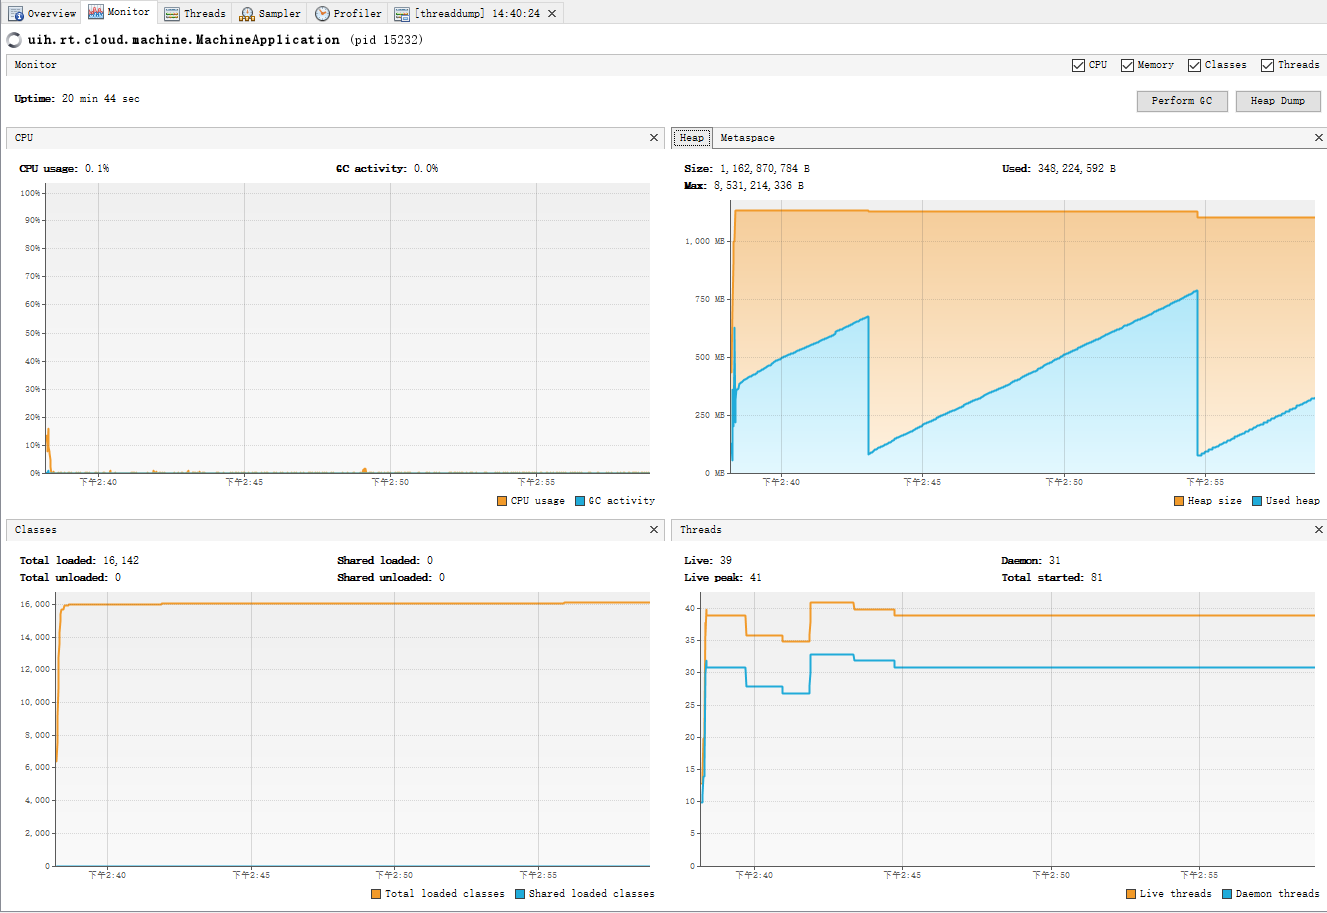 Overview Monitor Threads Sampler Profiler [threaddump] 14:40:24
uih.rt.cloud.machine.MachineApplication (pid 15232)
Monitor CPU Memory Classes Threads
Uptime: 20 min 44 sec Perform GC Heap Dump
CPU
CPU usage: 0.1% GC activity: 0.0%
100%
90%
80%
70%
60%
50%
40%
30%
20%
10%
0%
下午2:40 下午2:45 下午2:50 下午2:55
CPU usage GC activity
Heap Metaspace
Size: 1,162,870,784 B Used: 348,224,592 B
Max: 8,531,214,336 B
1,000 MB
750 MB
500 MB
250 MB
0 MB
下午2:40 下午2:45 下午2:50 下午2:55
Heap size Used heap
Classes
Total loaded: 16,142 Shared loaded: 0
Total unloaded: 0 Shared unloaded: 0
16,000
14,000
12,000
10,000
8,000
6,000
4,000
2,000
0
下午2:40 下午2:45 下午2:50 下午2:55
Total loaded classes Shared loaded classes
Threads
Live: 39 Daemon: 31
Live peak: 41 Total started: 81
40
35
30
25
20
15
10
5
0
下午2:40 下午2:45 下午2:50 下午2:55
Live threads Daemon threads